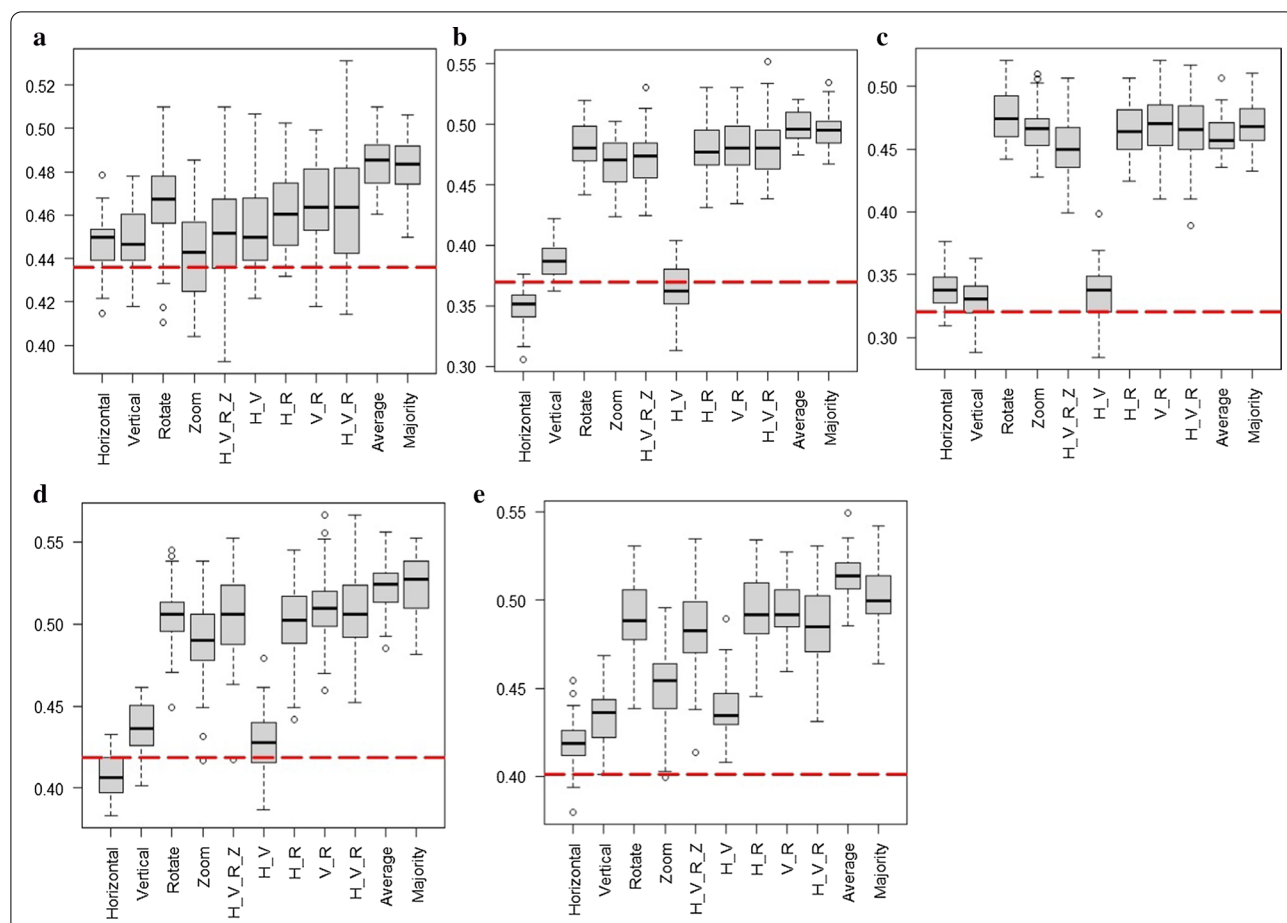 a
0.52
0.50
0.48
0.46
0.44
0.42
0.40
Horizontal
Vertical
Rotate
Zoom
H_V_R_Z
H_V
H_R
V_R
H_V_R
Average
Majority
b
0.55
0.50
0.45
0.40
0.35
0.30
Horizontal
Vertical
Rotate
Zoom
H_V_R_Z
H_V
H_R
V_R
H_V_R
Average
Majority
c
0.50
0.45
0.40
0.35
0.30
Horizontal
Vertical
Rotate
Zoom
H_V_R_Z
H_V
H_R
V_R
H_V_R
Average
Majority
d
0.55
0.50
0.45
0.40
Horizontal
Vertical
Rotate
Zoom
H_V_R_Z
H_V
H_R
V_R
H_V_R
Average
Majority
e
0.55
0.50
0.45
0.40
Horizontal
Vertical
Rotate
Zoom
H_V_R_Z
H_V
H_R
V_R
H_V_R
Average
Majority